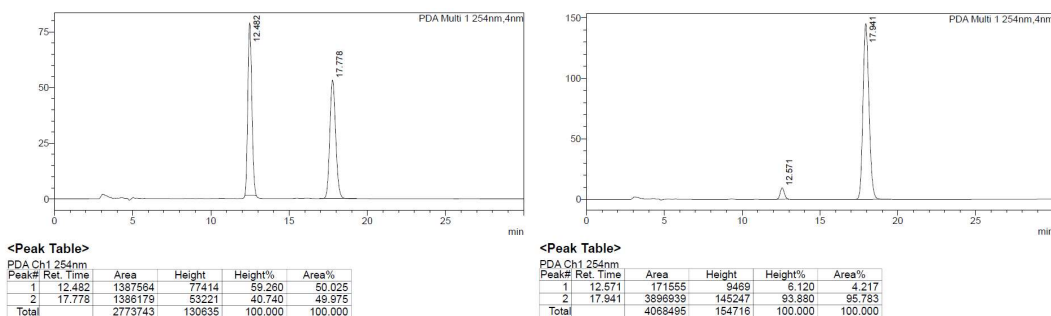 PDA Multi 1 254nm,4nm
75
50
25
0
12.482
17.778
0 5 10 15 20 25
min
<Peak Table>
PDA Ch1 254nm
Peak# Ret. Time Area Height Height% Area%
1 12.482 1387564 77414 59.260 50.025
2 17.778 1386179 53221 40.740 49.975
Total 2773743 130635 100.000 100.000
PDA Multi 1 254nm,4nm
150
100
50
0
12.571
17.941
0 5 10 15 20 25
min
<Peak Table>
PDA Ch1 254nm
Peak# Ret. Time Area Height Height% Area%
1 12.571 171555 9469 6.120 4.217
2 17.941 3896939 145247 93.880 95.783
Total 4068495 154716 100.000 100.000